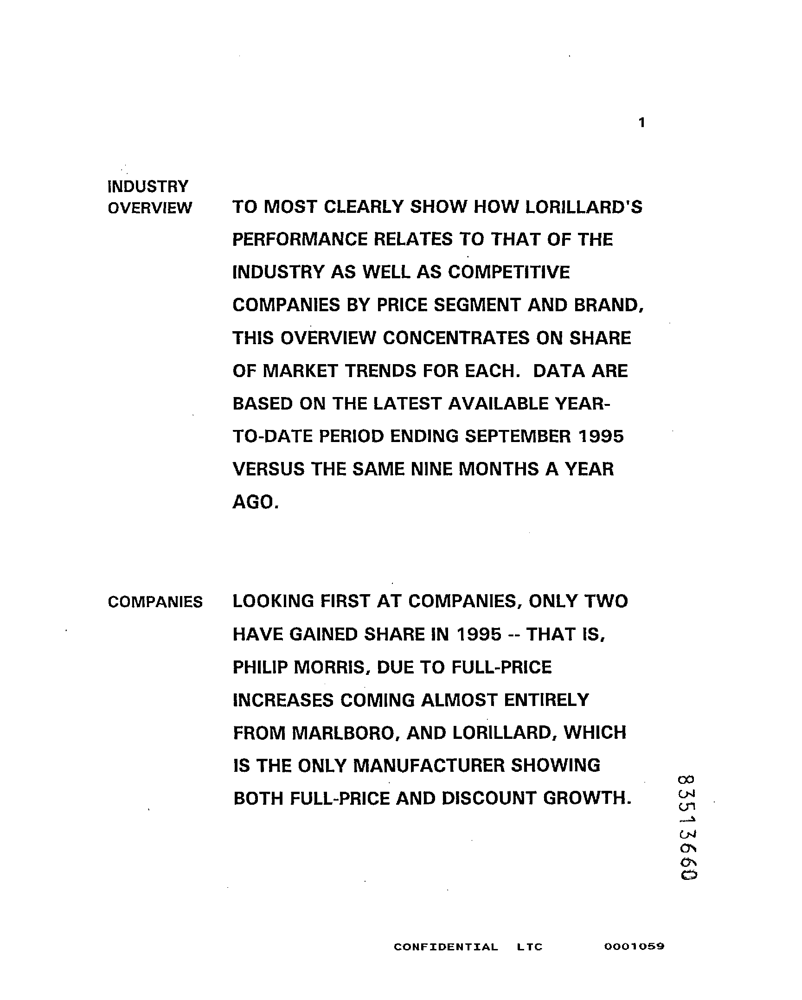 1
INDUSTRY
OVERVIEW
TO MOST CLEARLY SHOW HOW LORILLARD'S
PERFORMANCE RELATES TO THAT OF THE
INDUSTRY AS WELL AS COMPETITIVE
COMPANIES BY PRICE SEGMENT AND BRAND,
THIS OVERVIEW CONCENTRATES ON SHARE
OF MARKET TRENDS FOR EACH. DATA ARE
BASED ON THE LATEST AVAILABLE YEAR-
TO-DATE PERIOD ENDING SEPTEMBER 1995
VERSUS THE SAME NINE MONTHS A YEAR
AGO.
COMPANIES
LOOKING FIRST AT COMPANIES, ONLY TWO
HAVE GAINED SHARE IN 1995 -- THAT IS,
PHILIP MORRIS, DUE TO FULL-PRICE
INCREASES COMING ALMOST ENTIRELY
FROM MARLBORO, AND LORILLARD, WHICH
IS THE ONLY MANUFACTURER SHOWING
BOTH FULL-PRICE AND DISCOUNT GROWTH.
83513660
CONFIDENTIAL LTC 0001059